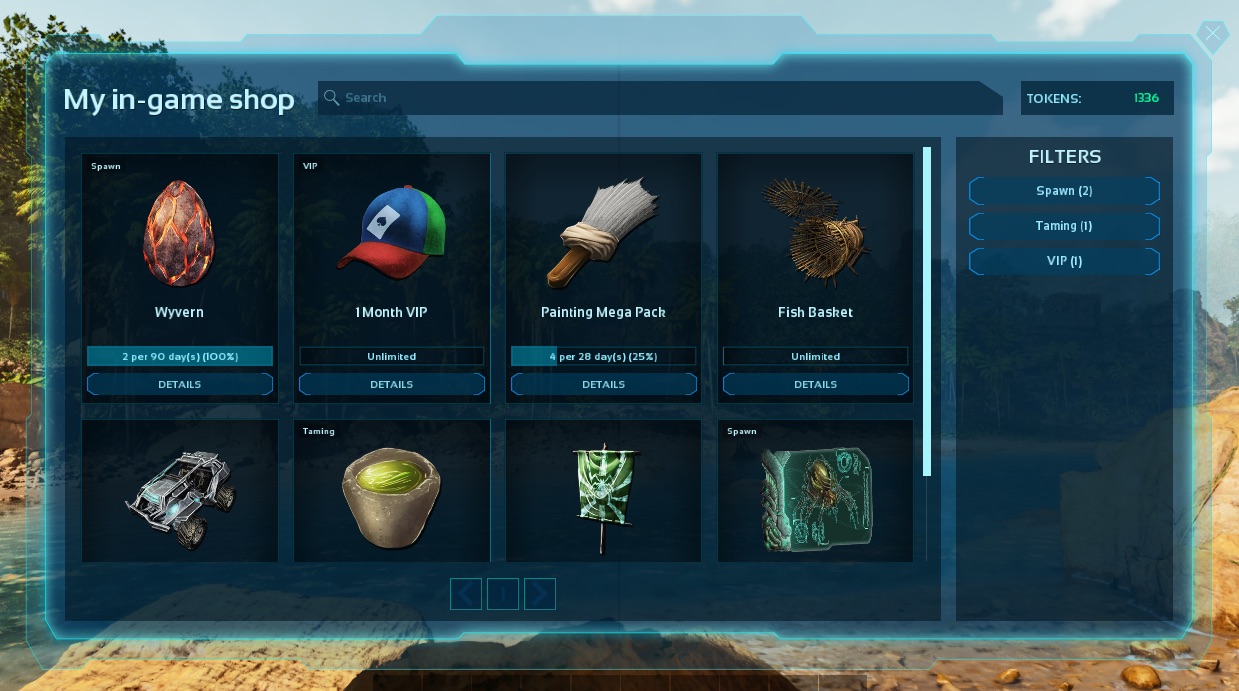 My in-game shop
Search
TOKENS: 1336
Spawn
VIP
FILTERS
Spawn (2)
Taming (1)
VIP (1)
Wyvern
1 Month VIP
Painting Mega Pack
Fish Basket
2 per 90 day(s) (100%)
Unlimited
4 per 28 day(s) (25%)
Unlimited
DETAILS
DETAILS
DETAILS
DETAILS
Taming
Spawn
1